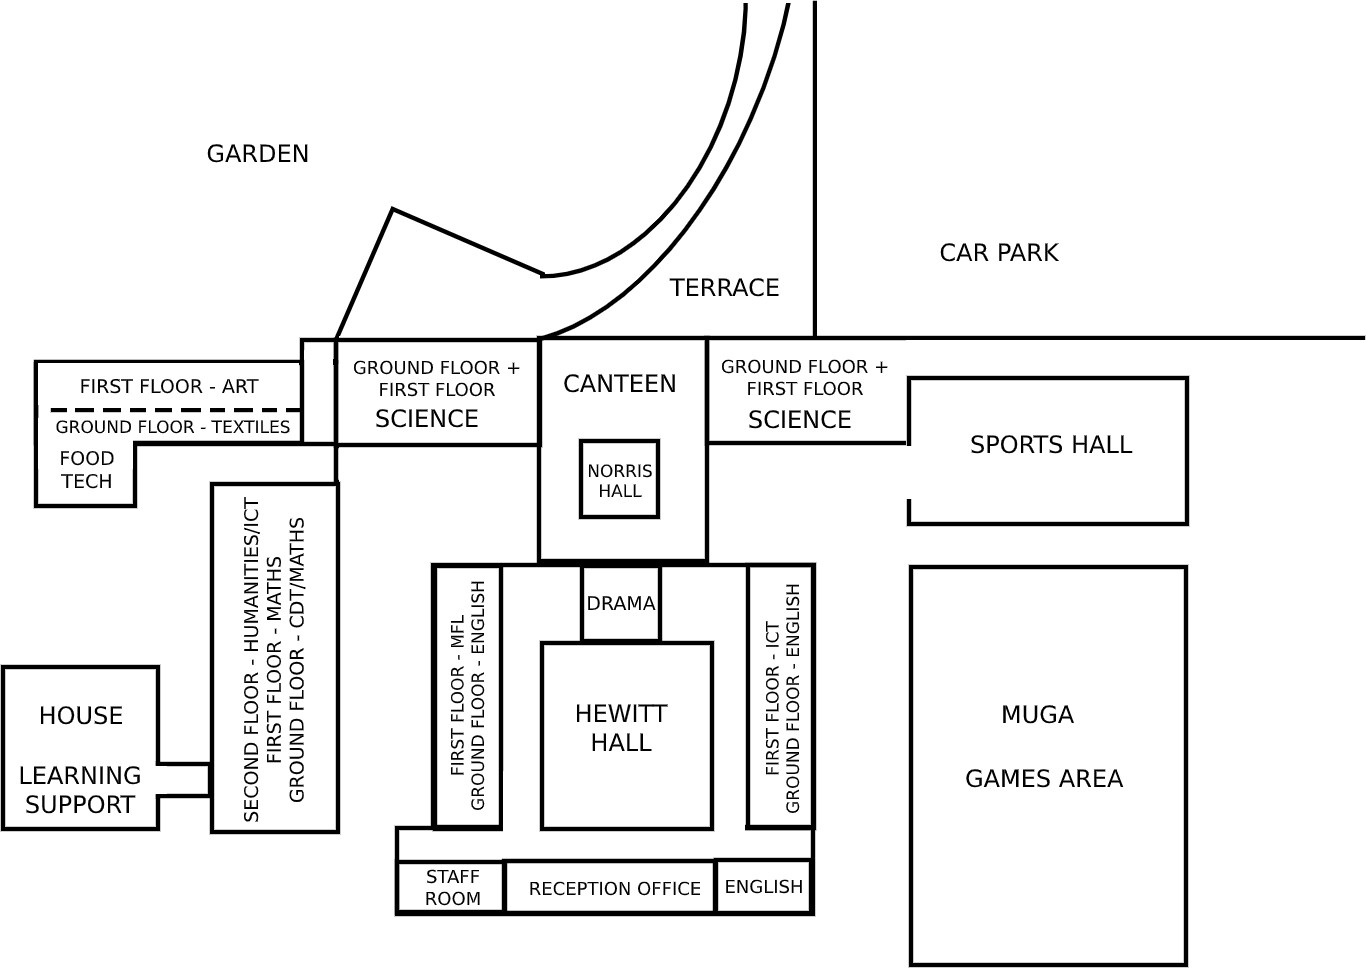 GARDEN
CAR PARK
TERRACE
FIRST FLOOR - ART
GROUND FLOOR - TEXTILES
FOOD
TECH
GROUND FLOOR +
FIRST FLOOR
SCIENCE
CANTEEN
NORRIS
HALL
GROUND FLOOR +
FIRST FLOOR
SCIENCE
SPORTS HALL
SECOND FLOOR - HUMANITIES/ICT
FIRST FLOOR - MATHS
GROUND FLOOR - CDT/MATHS
HOUSE
LEARNING
SUPPORT
FIRST FLOOR - MFL
GROUND FLOOR - ENGLISH
DRAMA
HEWITT
HALL
FIRST FLOOR - ICT
GROUND FLOOR - ENGLISH
MUGA
GAMES AREA
STAFF
ROOM
RECEPTION OFFICE
ENGLISH